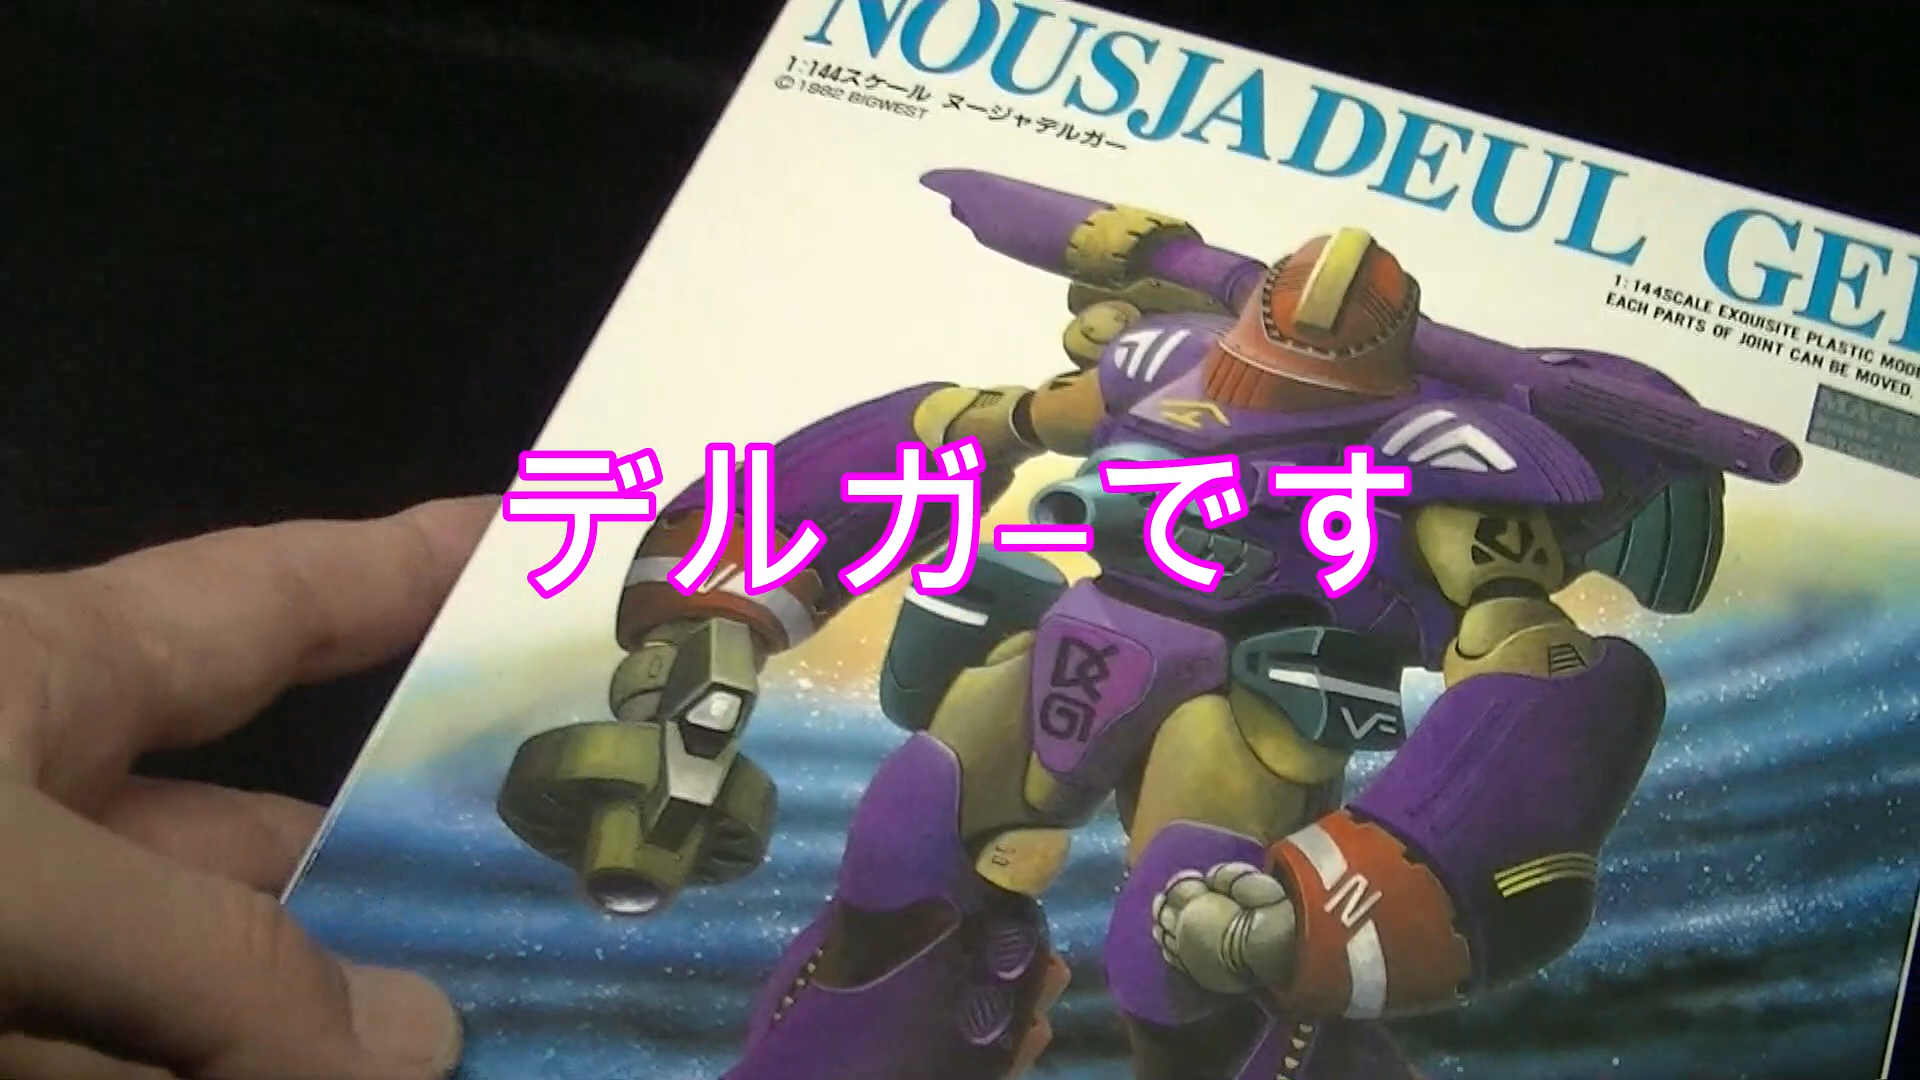 NOUSJADEUL GE
1:144スケール ヌージャデルガー
© 1982 BIGWEST
1:144SCALE EXQUISITE PLASTIC MOD
EACH PARTS OF JOINT CAN BE MOVED.
デルガーです
N